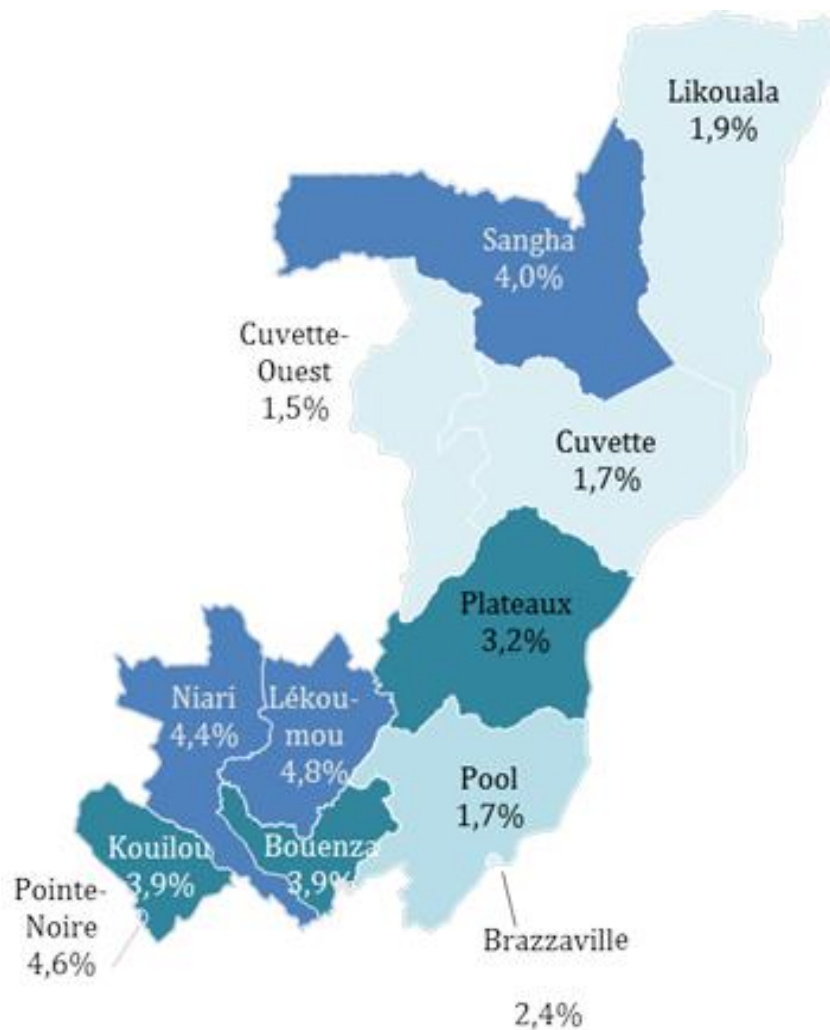 Likouala
1,9%
Sangha
4,0%
Cuvette-
Ouest
1,5%
Cuvette
1,7%
Plateaux
3,2%
Niari
4,4%
Lékou-
mou
4,8%
Pool
1,7%
Kouilou
3,9%
Bouenza
3,9%
Pointe-
Noire
4,6%
Brazzaville
2,4%